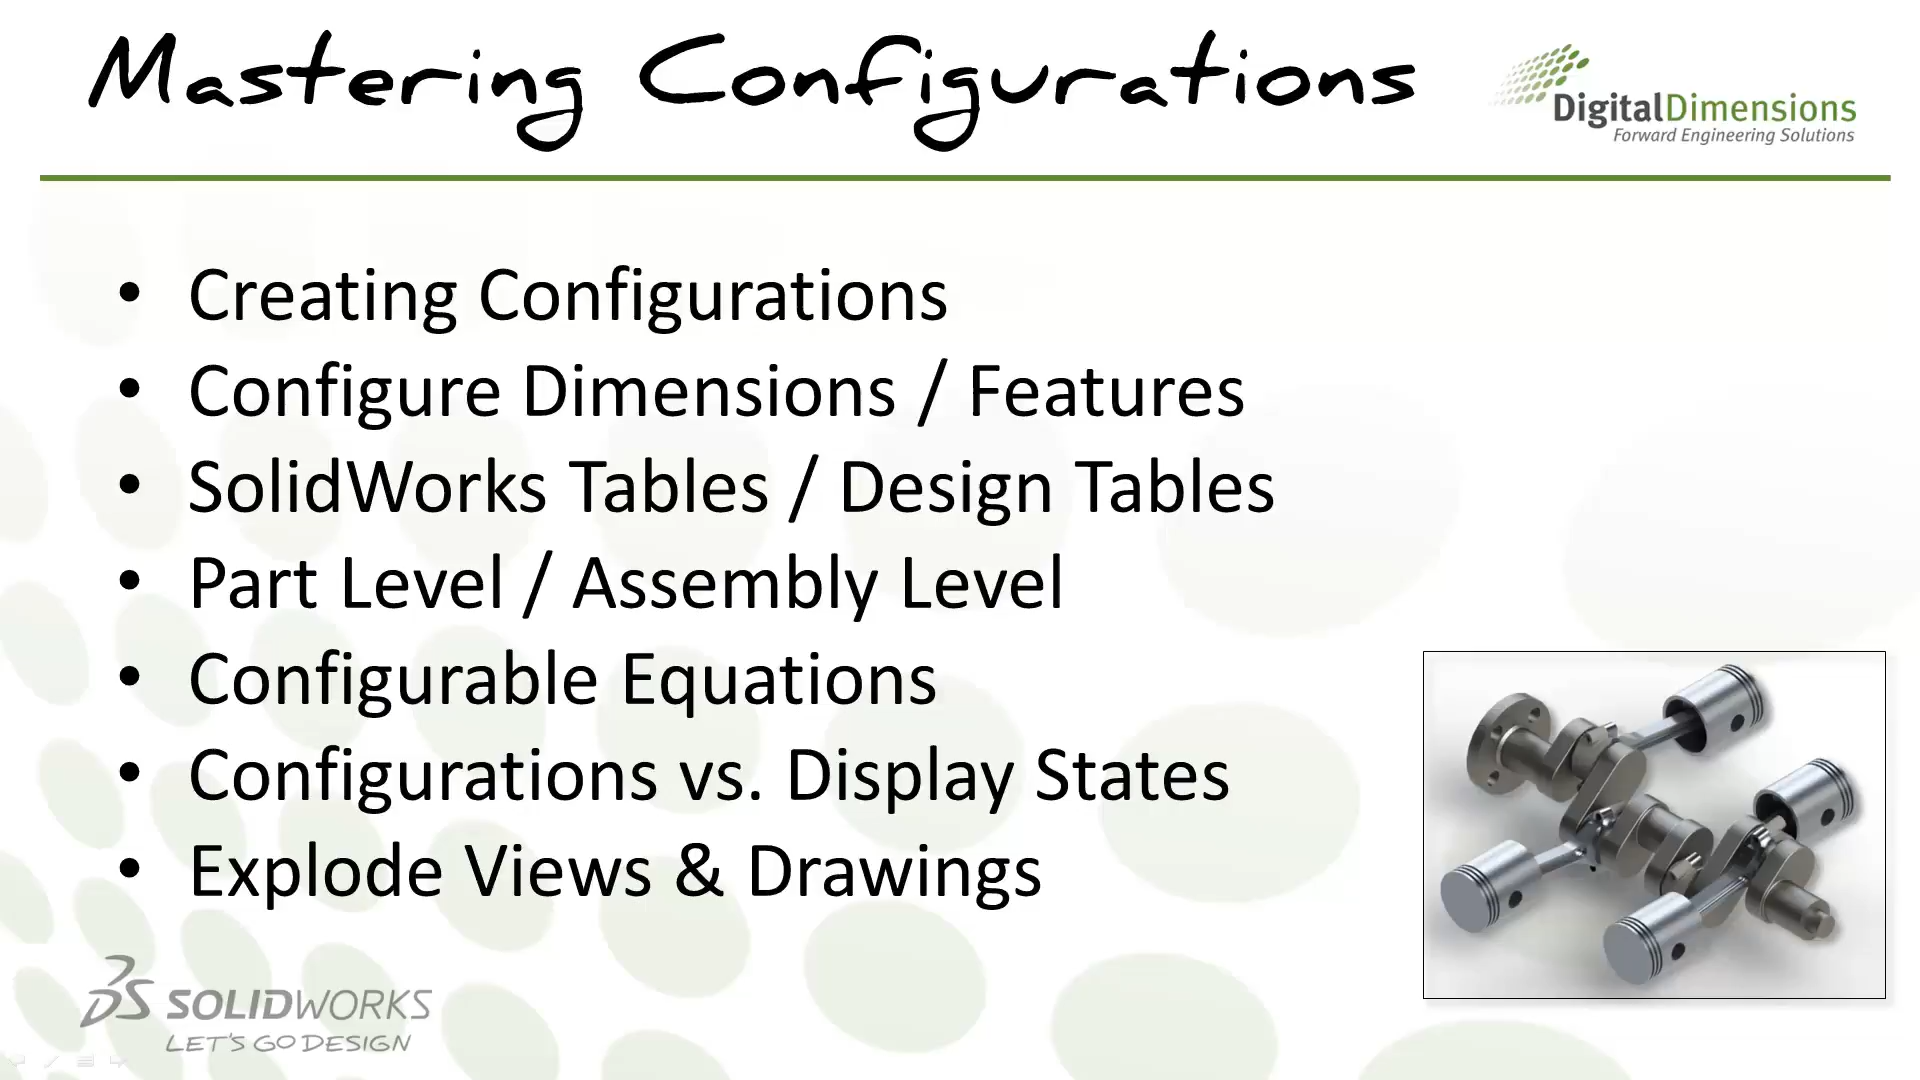 Mastering Configurations
DigitalDimensions
Forward Engineering Solutions
• Creating Configurations
• Configure Dimensions / Features
• SolidWorks Tables / Design Tables
• Part Level / Assembly Level
• Configurable Equations
• Configurations vs. Display States
• Explode Views & Drawings
3DS SOLIDWORKS
LET'S GO DESIGN